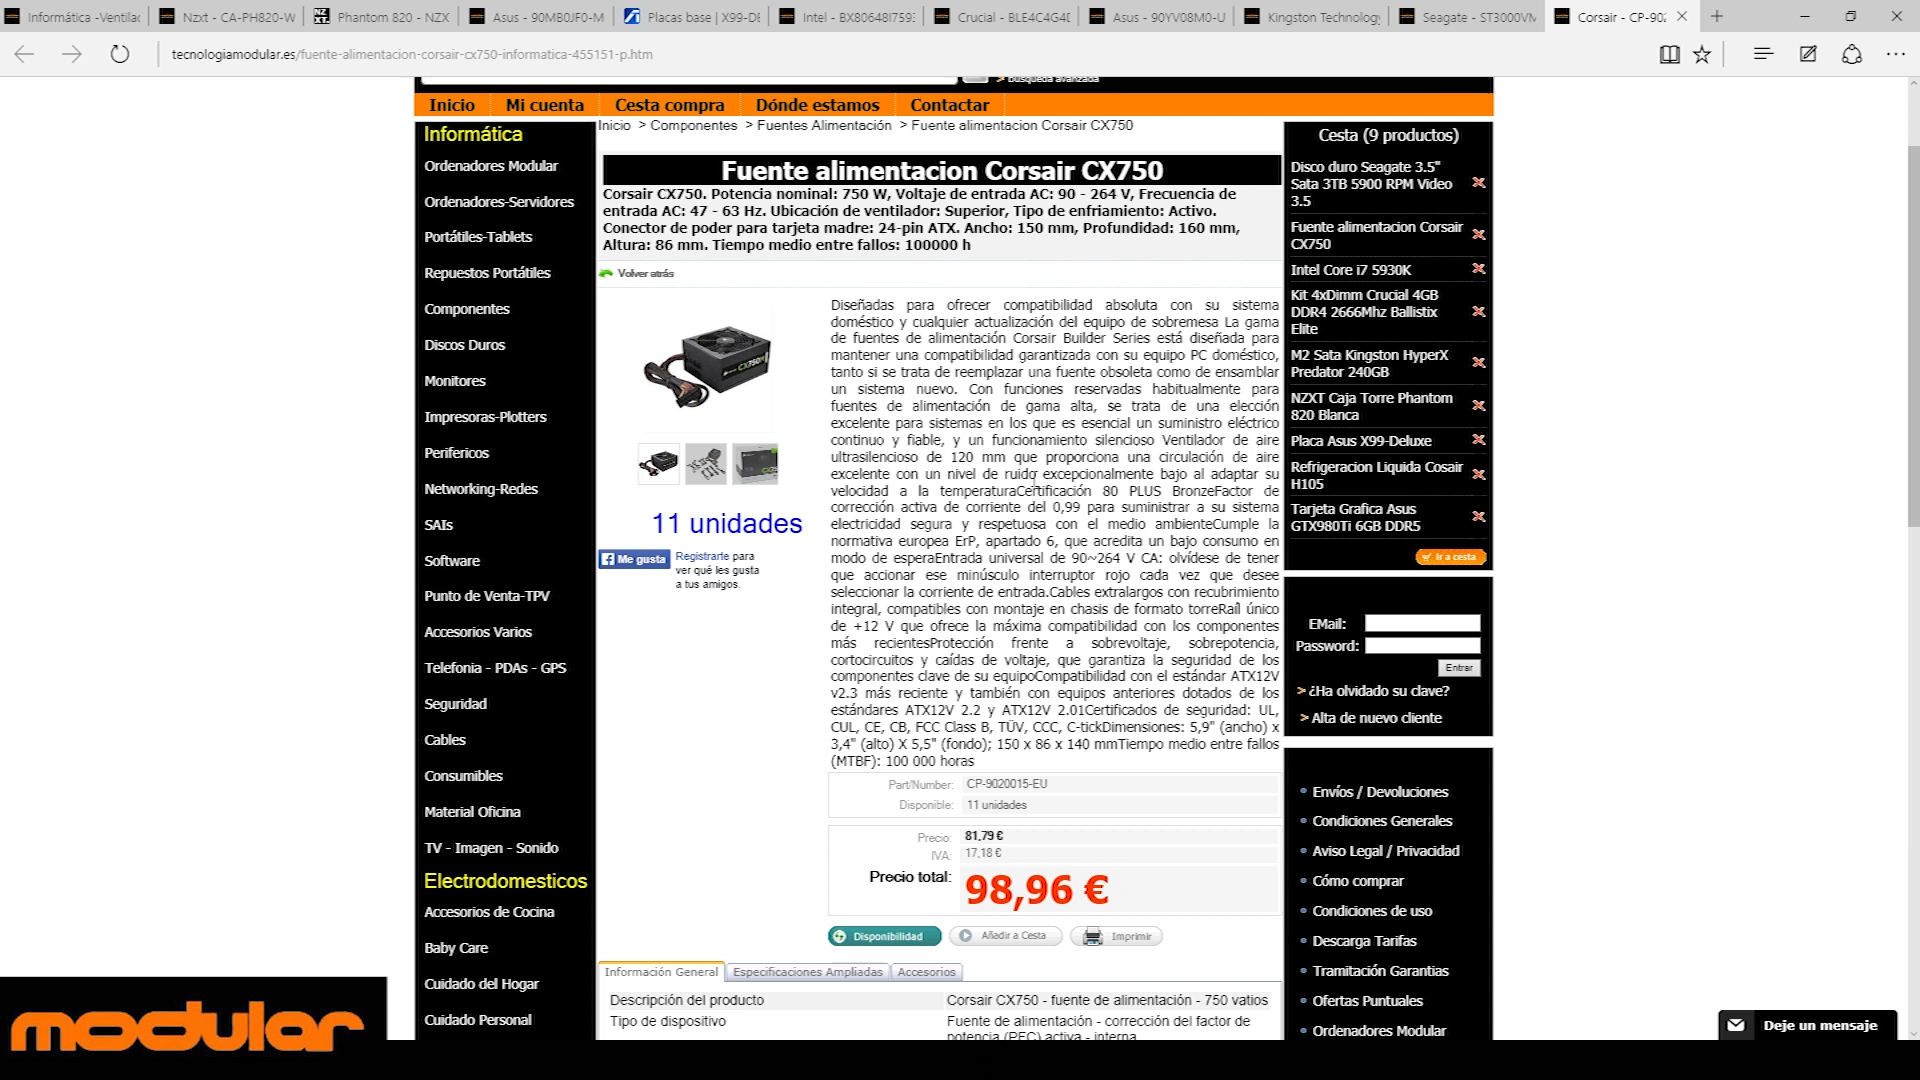 Informática -Ventilac
Nzxt - CA-PH820-W
Phantom 820 - NZX
Asus - 90MB0JF0-M
Placas base | X99-DE
Intel - BX80648I7593
Crucial - BLE4C4G4D
Asus - 90YV08M0-U
Kingston Technology
Seagate - ST3000VM
Corsair - CP-902
tecnologiamodular.es/fuente-alimentacion-corsair-cx750-informatica-455151-p.htm
> búsqueda avanzada
Inicio
Mi cuenta
Cesta compra
Dónde estamos
Contactar
Informática
Ordenadores Modular
Ordenadores-Servidores
Portátiles-Tablets
Repuestos Portátiles
Componentes
Discos Duros
Monitores
Impresoras-Plotters
Perifericos
Networking-Redes
SAIs
Software
Punto de Venta-TPV
Accesorios Varios
Telefonia - PDAs - GPS
Seguridad
Cables
Consumibles
Material Oficina
TV - Imagen - Sonido
Electrodomesticos
Accesorios de Cocina
Baby Care
Cuidado del Hogar
Cuidado Personal
Inicio > Componentes > Fuentes Alimentación > Fuente alimentacion Corsair CX750
Fuente alimentacion Corsair CX750
Corsair CX750. Potencia nominal: 750 W, Voltaje de entrada AC: 90 - 264 V, Frecuencia de
entrada AC: 47 - 63 Hz. Ubicación de ventilador: Superior, Tipo de enfriamiento: Activo.
Conector de poder para tarjeta madre: 24-pin ATX. Ancho: 150 mm, Profundidad: 160 mm,
Altura: 86 mm. Tiempo medio entre fallos: 100000 h
Volver atrás
11 unidades
Me gusta
Registrarte para
ver qué les gusta
a tus amigos.
Diseñadas para ofrecer compatibilidad absoluta con su sistema
doméstico y cualquier actualización del equipo de sobremesa La gama
de fuentes de alimentación Corsair Builder Series está diseñada para
mantener una compatibilidad garantizada con su equipo PC doméstico,
tanto si se trata de reemplazar una fuente obsoleta como de ensamblar
un sistema nuevo. Con funciones reservadas habitualmente para
fuentes de alimentación de gama alta, se trata de una elección
excelente para sistemas en los que es esencial un suministro eléctrico
continuo y fiable, y un funcionamiento silencioso Ventilador de aire
ultrasilencioso de 120 mm que proporciona una circulación de aire
excelente con un nivel de ruido excepcionalmente bajo al adaptar su
velocidad a la temperaturaCertificación 80 PLUS BronzeFactor de
corrección activa de corriente del 0,99 para suministrar a su sistema
electricidad segura y respetuosa con el medio ambienteCumple la
normativa europea ErP, apartado 6, que acredita un bajo consumo en
modo de esperaEntrada universal de 90~264 V CA: olvídese de tener
que accionar ese minúsculo interruptor rojo cada vez que desee
seleccionar la corriente de entrada.Cables extralargos con recubrimiento
integral, compatibles con montaje en chasis de formato torreRaíl único
de +12 V que ofrece la máxima compatibilidad con los componentes
más recientesProtección frente a sobrevoltaje, sobrepotencia,
cortocircuitos y caídas de voltaje, que garantiza la seguridad de los
componentes clave de su equipoCompatibilidad con el estándar ATX12V
v2.3 más reciente y también con equipos anteriores dotados de los
estándares ATX12V 2.2 y ATX12V 2.01Certificados de seguridad: UL,
CUL, CE, CB, FCC Class B, TÜV, CCC, C-tickDimensiones: 5,9" (ancho) x
3,4" (alto) X 5,5" (fondo); 150 x 86 x 140 mmTiempo medio entre fallos
(MTBF): 100 000 horas
Part/Number: CP-9020015-EU
Disponible: 11 unidades
Precio: 81,79 €
IVA: 17,18 €
Precio total: 98,96 €
Disponibilidad
Añadir a Cesta
Imprimir
Información General
Especificaciones Ampliadas
Accesorios
Descripción del producto Corsair CX750 - fuente de alimentación - 750 vatios
Tipo de dispositivo Fuente de alimentación - corrección del factor de
potencia (PFC) activa - interna
Cesta (9 productos)
Disco duro Seagate 3.5"
Sata 3TB 5900 RPM Video
3.5
Fuente alimentacion Corsair
CX750
Intel Core i7 5930K
Kit 4xDimm Crucial 4GB
DDR4 2666Mhz Ballistix
Elite
M2 Sata Kingston HyperX
Predator 240GB
NZXT Caja Torre Phantom
820 Blanca
Placa Asus X99-Deluxe
Refrigeracion Liquida Cosair
H105
Tarjeta Grafica Asus
GTX980Ti 6GB DDR5
Ir a cesta
EMail:
Password:
Entrar
> ¿Ha olvidado su clave?
> Alta de nuevo cliente
Envíos / Devoluciones
Condiciones Generales
Aviso Legal / Privacidad
Cómo comprar
Condiciones de uso
Descarga Tarifas
Tramitación Garantias
Ofertas Puntuales
Ordenadores Modular
modular
Deje un mensaje